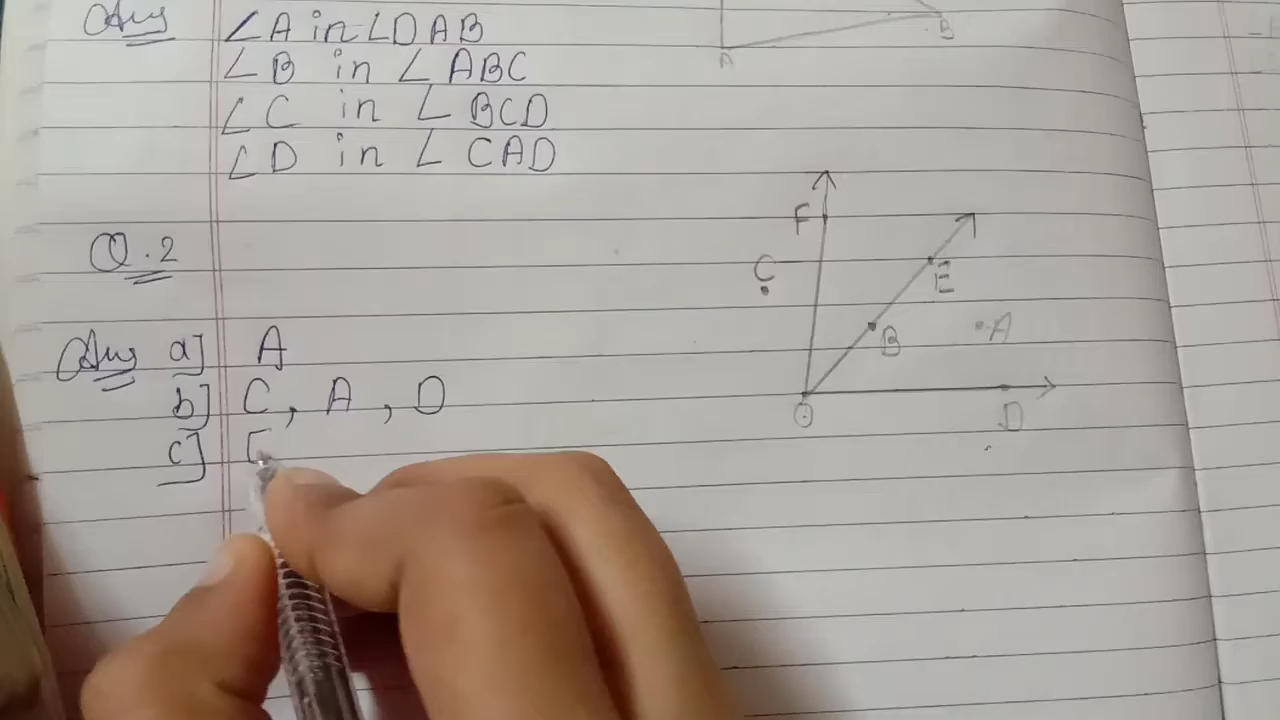 Ans ∠A in ∠DAB
∠B in ∠ABC
∠C in ∠BCD
∠D in ∠CAD
A
B
Q.2
Ans a] A
b] C, A, D
c]
F
C
E
B
A
O
D